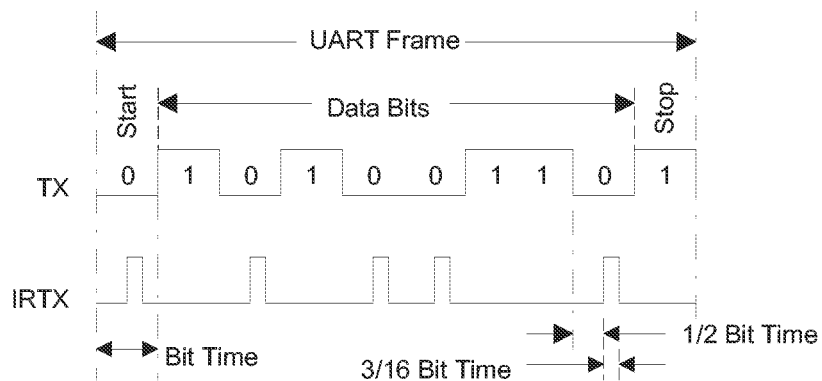 UART Frame
Start
Data Bits
Stop
TX
0 1 0 1 0 0 1 1 0 1
IRTX
Bit Time
1/2 Bit Time
3/16 Bit Time